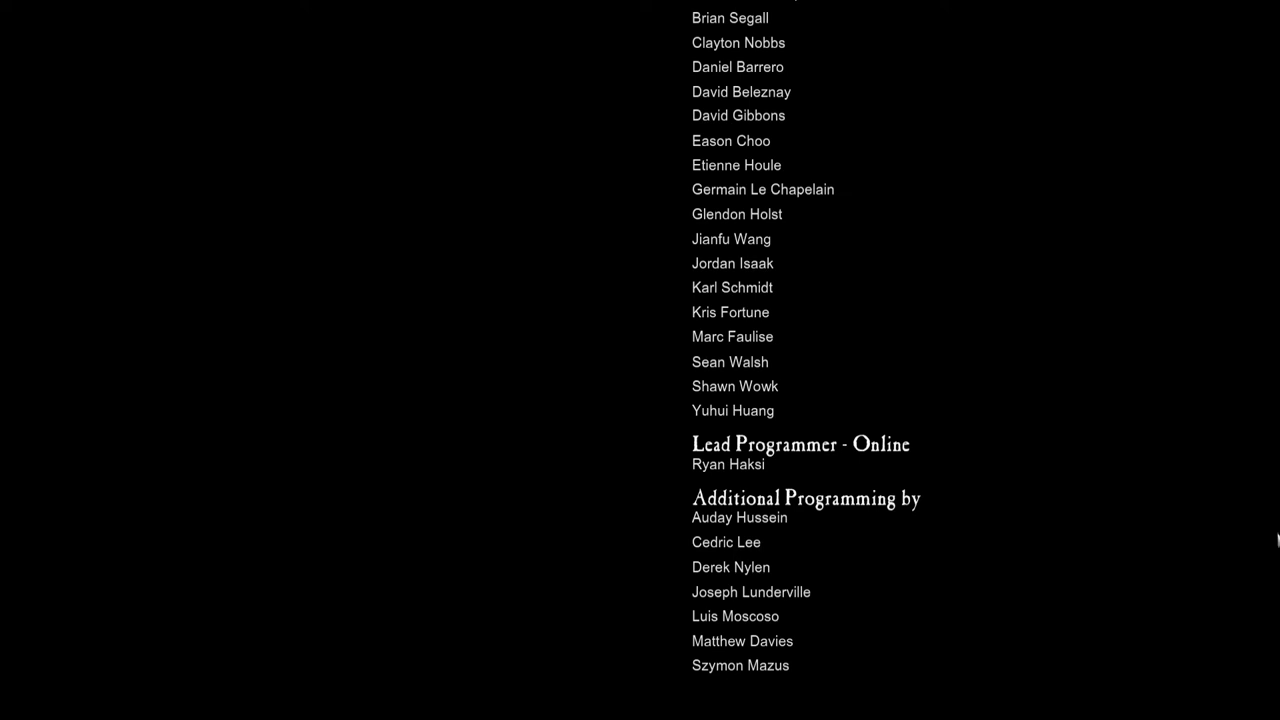 Brian Segall
Clayton Nobbs
Daniel Barrero
David Beleznay
David Gibbons
Eason Choo
Etienne Houle
Germain Le Chapelain
Glendon Holst
Jianfu Wang
Jordan Isaak
Karl Schmidt
Kris Fortune
Marc Faulise
Sean Walsh
Shawn Wowk
Yuhui Huang
Lead Programmer - Online
Ryan Haksi
Additional Programming by
Auday Hussein
Cedric Lee
Derek Nylen
Joseph Lunderville
Luis Moscoso
Matthew Davies
Szymon Mazus